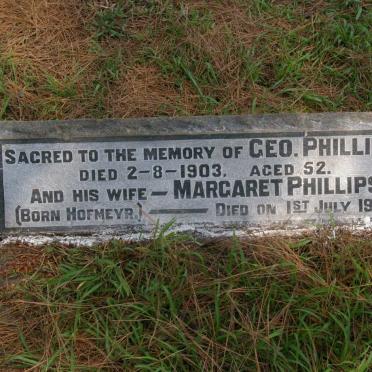 SACRED TO THE MEMORY OF GEO. PHILLI
DIED 2-8-1903. AGED 52.
AND HIS WIFE – MARGARET PHILLIPS
(BORN HOFMEYR.) — DIED ON 1ST JULY 19